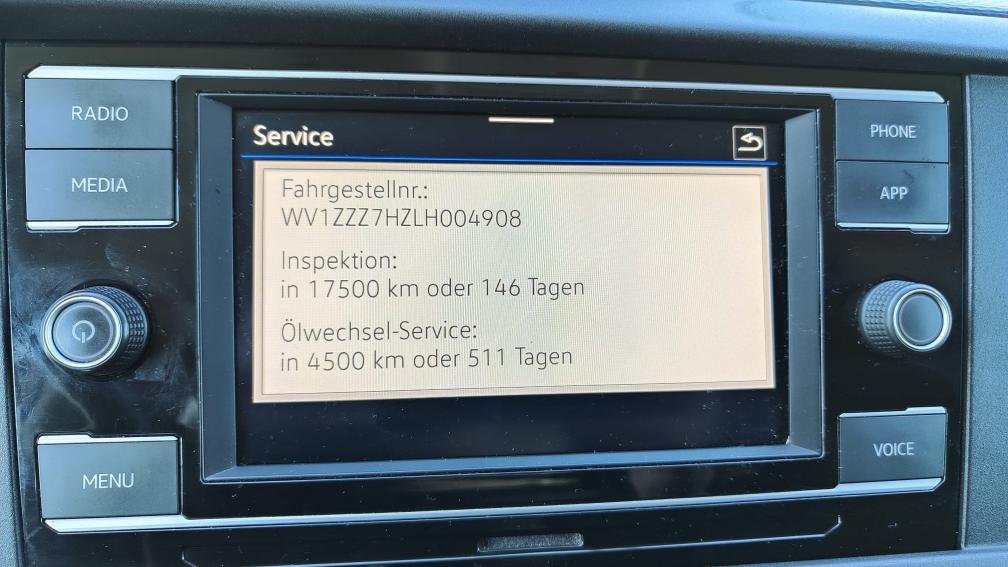 RADIO
MEDIA
MENU
Service
Fahrgestellnr.:
WV1ZZZ7HZLH004908
Inspektion:
in 17500 km oder 146 Tagen
Ölwechsel-Service:
in 4500 km oder 511 Tagen
PHONE
APP
VOICE